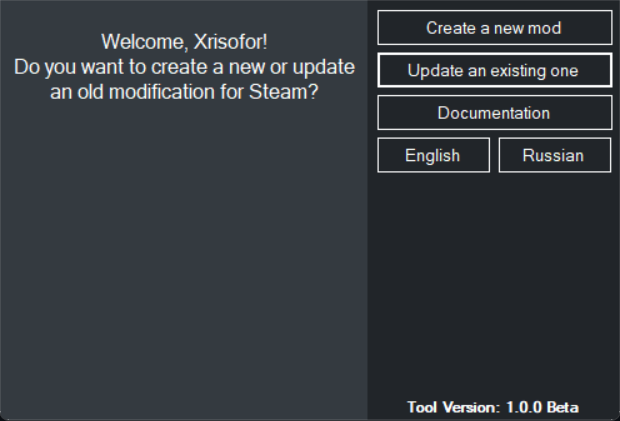 Welcome, Xrisofor!
Do you want to create a new or update
an old modification for Steam?
Create a new mod
Update an existing one
Documentation
English
Russian
Tool Version: 1.0.0 Beta